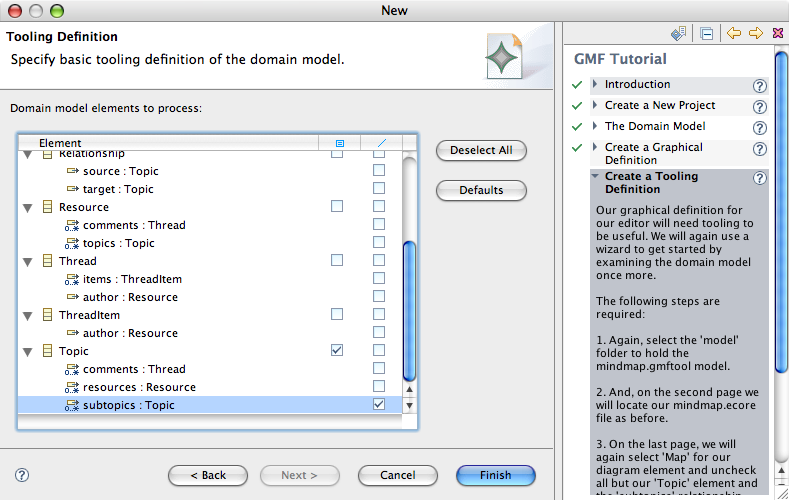 New
Tooling Definition
Specify basic tooling definition of the domain model.
Domain model elements to process:
Element
Relationship
source : Topic
target : Topic
Resource
comments : Thread
topics : Topic
Thread
items : ThreadItem
author : Resource
ThreadItem
author : Resource
Topic
comments : Thread
resources : Resource
subtopics : Topic
Deselect All
Defaults
?
< Back
Next >
Cancel
Finish
GMF Tutorial
Introduction ?
Create a New Project ?
The Domain Model ?
Create a Graphical ?
Definition
Create a Tooling ?
Definition
Our graphical definition for
our editor will need tooling to
be useful. We will again use a
wizard to get started by
examining the domain model
once more.
The following steps are
required:
1. Again, select the 'model'
folder to hold the
mindmap.gmftool model.
2. And, on the second page we
will locate our mindmap.ecore
file as before.
3. On the last page, we will
again select 'Map' for our
diagram element and uncheck
all but our 'Topic' element and
the 'subtopics' relationship